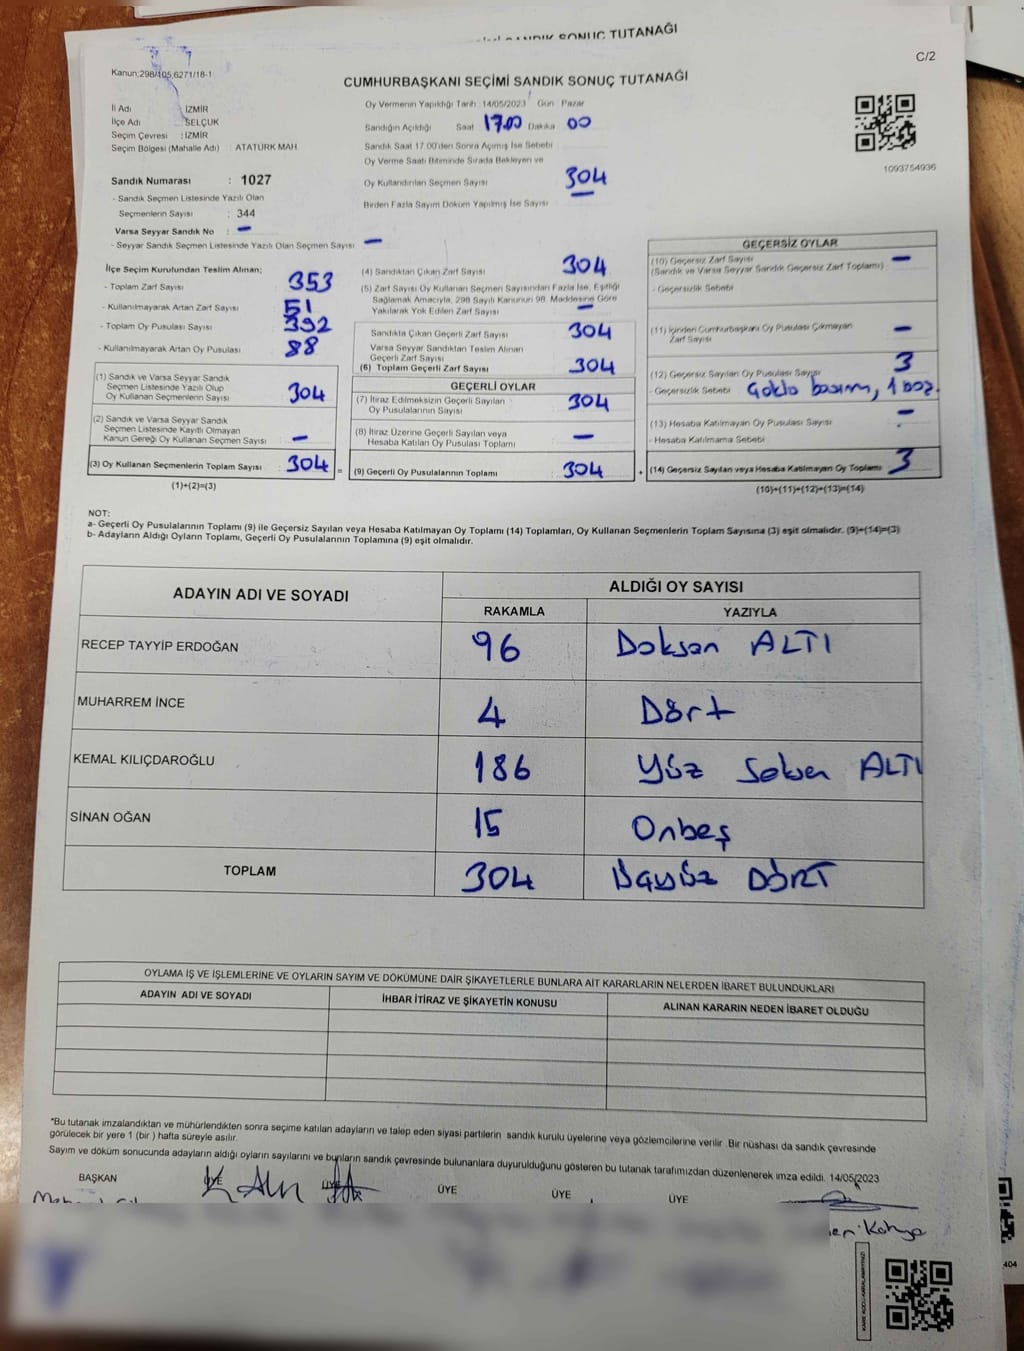 SANDIK SONUÇ TUTANAĞI
C/2
Kanun:298/105,6271/18-1
CUMHURBAŞKANI SEÇİMİ SANDIK SONUÇ TUTANAĞI
İl Adı İZMİR
İlçe Adı SELÇUK
Seçim Çevresi : İZMİR
Seçim Bölgesi (Mahalle Adı) : ATATÜRK MAH.
Oy Vermenin Yapıldığı Tarih 14/05/2023 Gün Pazar
Sandığın Açıldığı Saat 17.00 Dakika 00
Sandık Saat 17.00'den Sonra Açımış İse Sebebi
Oy Verme Saati Bitiminde Sırada Bekleyen ve
Oy Kullandırılan Seçmen Sayısı 304
Birden Fazla Sayım Döküm Yapılmış İse Sayısı –
1093754936
Sandık Numarası : 1027
- Sandık Seçmen Listesinde Yazılı Olan
Seçmenlerin Sayısı : 344
Varsa Seyyar Sandık No : –
- Seyyar Sandık Seçmen Listesinde Yazılı Olan Seçmen Sayısı –
İlçe Seçim Kurulundan Teslim Alınan;
- Toplam Zarf Sayısı 353
- Kullanılmayarak Artan Zarf Sayısı 51
- Toplam Oy Pusulası Sayısı 392
- Kullanılmayarak Artan Oy Pusulası 88
(1) Sandık ve Varsa Seyyar Sandık
Seçmen Listesinde Yazılı Olup
Oy Kullanan Seçmenlerin Sayısı 304
(2) Sandık ve Varsa Seyyar Sandık
Seçmen Listesinde Kayıtlı Olmayan
Kanun Gereği Oy Kullanan Seçmen Sayısı –
(3) Oy Kullanan Seçmenlerin Toplam Sayısı 304 =
(1)+(2)=(3)
(4) Sandıktan Çıkan Zarf Sayısı 304
(5) Zarf Sayısı Oy Kullanan Seçmen Sayısından Fazla İse, Eşitliği
Sağlamak Amacıyla, 298 Sayılı Kanunun 98. Maddesine Göre
Yakılarak Yok Edilen Zarf Sayısı –
Sandıkta Çıkan Geçerli Zarf Sayısı 304
Varsa Seyyar Sandıktan Teslim Alınan
Geçerli Zarf Sayısı
(6) Toplam Geçerli Zarf Sayısı 304
GEÇERLİ OYLAR
(7) İtiraz Edilmeksizin Geçerli Sayılan
Oy Pusulalarının Sayısı 304
(8) İtiraz Üzerine Geçerli Sayılan veya
Hesaba Katılan Oy Pusulası Toplamı –
(9) Geçerli Oy Pusulalarının Toplamı 304 +
GEÇERSİZ OYLAR
(10) Geçersiz Zarf Sayısı –
(Sandık ve Varsa Seyyar Sandık Geçersiz Zarf Toplamı)
- Geçersizlik Sebebi
(11) İçinden Cumhurbaşkanı Oy Pusulası Çıkmayan
Zarf Sayısı –
(12) Geçersiz Sayılan Oy Pusulası Sayısı 3
- Geçersizlik Sebebi
(13) Hesaba Katılmayan Oy Pusulası Sayısı –
- Hesaba Katılmama Sebebi
(14) Geçersiz Sayılan veya Hesaba Katılmayan Oy Toplamı 3
(10)+(11)+(12)+(13)=(14)
NOT:
a- Geçerli Oy Pusulalarının Toplamı (9) ile Geçersiz Sayılan veya Hesaba Katılmayan Oy Toplamı (14) Toplamları, Oy Kullanan Seçmenlerin Toplam Sayısına (3) eşit olmalıdır. (9)+(14)=(3)
b- Adayların Aldığı Oyların Toplamı, Geçerli Oy Pusulalarının Toplamına (9) eşit olmalıdır.
ADAYIN ADI VE SOYADI
ALDIĞI OY SAYISI
RAKAMLA YAZIYLA
RECEP TAYYİP ERDOĞAN 96 Doksan ALTI
MUHARREM İNCE 4 Dört
KEMAL KILIÇDAROĞLU 186 Yüz Seksen ALTI
SİNAN OĞAN 15 Onbeş
TOPLAM 304 Üçyüz DÖRT
OYLAMA İŞ VE İŞLEMLERİNE VE OYLARIN SAYIM VE DÖKÜMÜNE DAİR ŞİKAYETLERLE BUNLARA AİT KARARLARIN NELERDEN İBARET BULUNDUKLARI
ADAYIN ADI VE SOYADI İHBAR İTİRAZ VE ŞİKAYETİN KONUSU ALINAN KARARIN NEDEN İBARET OLDUĞU
*Bu tutanak imzalandıktan ve mühürlendikten sonra seçime katılan adayların ve talep eden siyasi partilerin sandık kurulu üyelerine veya gözlemcilerine verilir. Bir nüshası da sandık çevresinde
görülecek bir yere 1 (bir ) hafta süreyle asılır.
Sayım ve döküm sonucunda adayların aldığı oyların sayılarını ve bunların sandık çevresinde bulunanlara duyurulduğunu gösteren bu tutanak tarafımızdan düzenlenerek imza edildi. 14/05/2023
BAŞKAN ÜYE ÜYE ÜYE ÜYE ÜYE
404